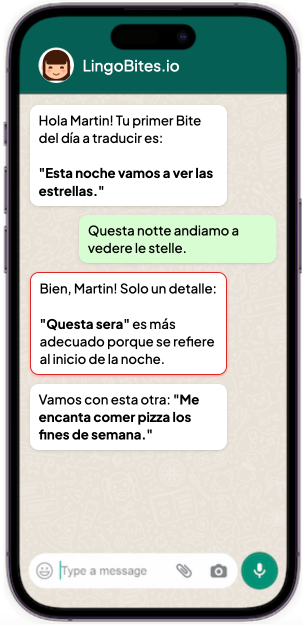 LingoBites.io
Hola Martin! Tu primer Bite
del día a traducir es:
"Esta noche vamos a ver las
estrellas."
Questa notte andiamo a
vedere le stelle.
Bien, Martin! Solo un detalle:
"Questa sera" es más
adecuado porque se refiere
al inicio de la noche.
Vamos con esta otra: "Me
encanta comer pizza los
fines de semana."
Type a message